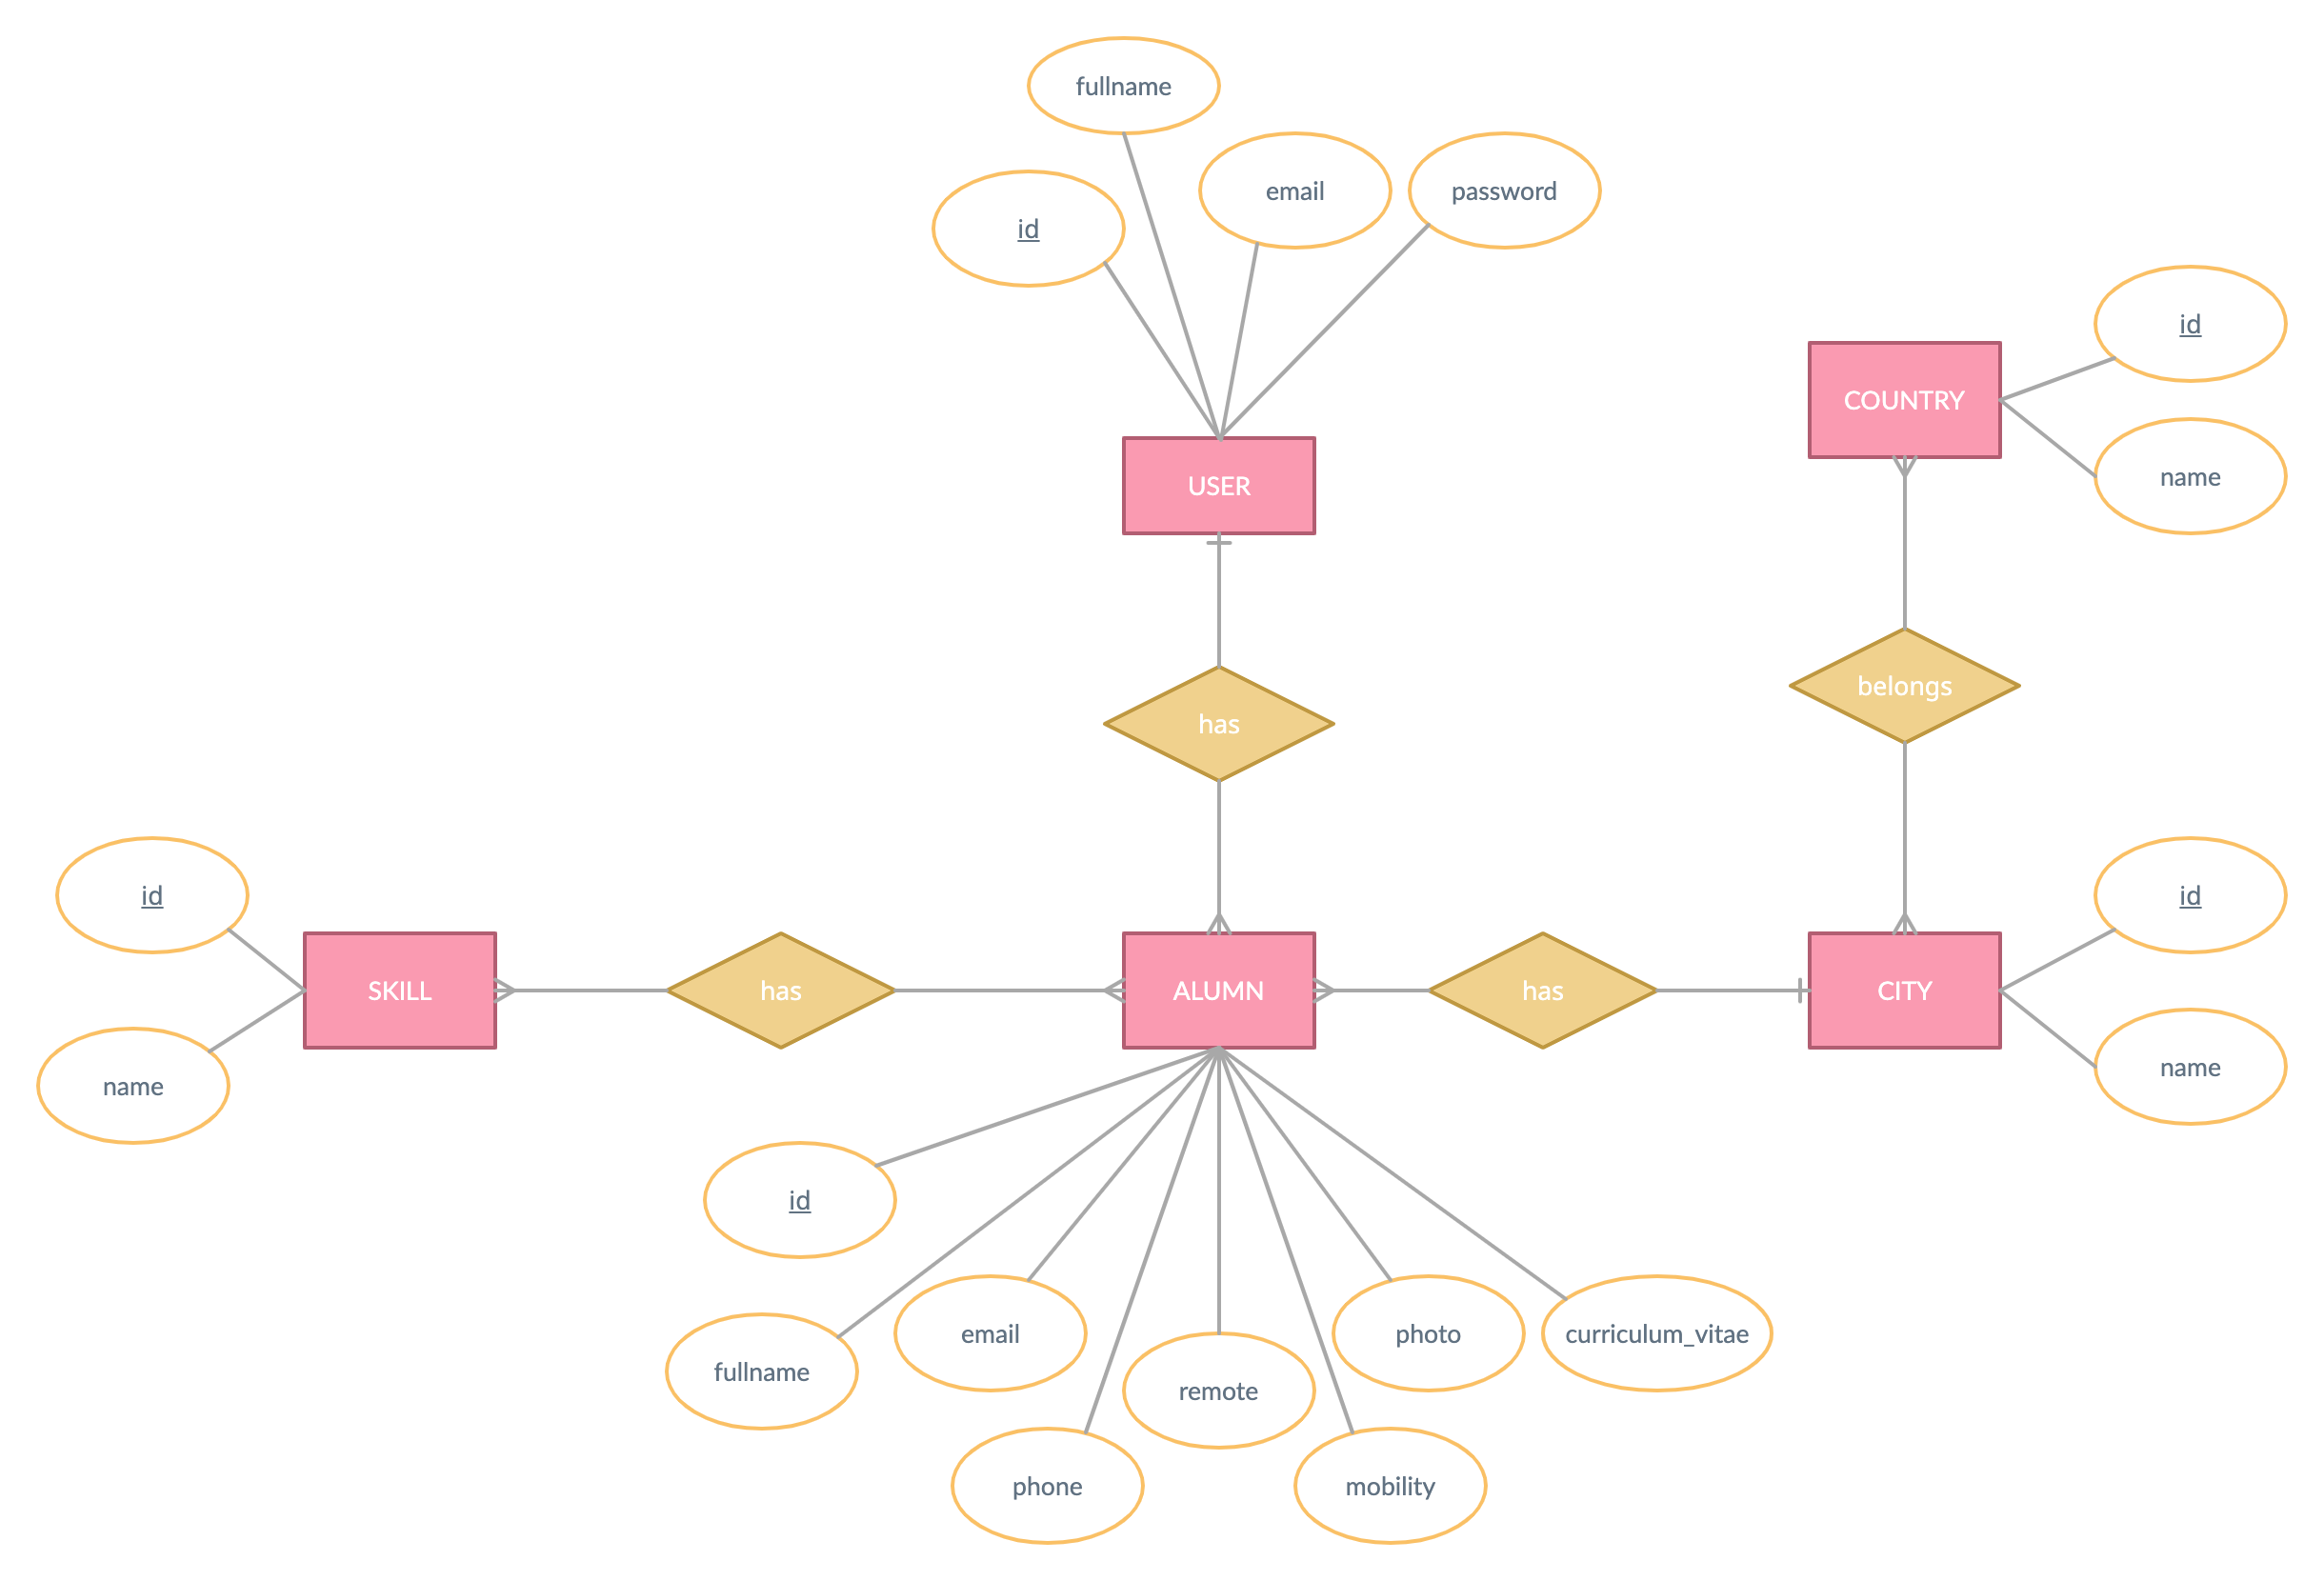 fullname
email
password
id
id
COUNTRY
name
USER
belongs
has
id
id
SKILL
has
ALUMN
has
CITY
name
name
id
email
photo
curriculum_vitae
fullname
remote
phone
mobility